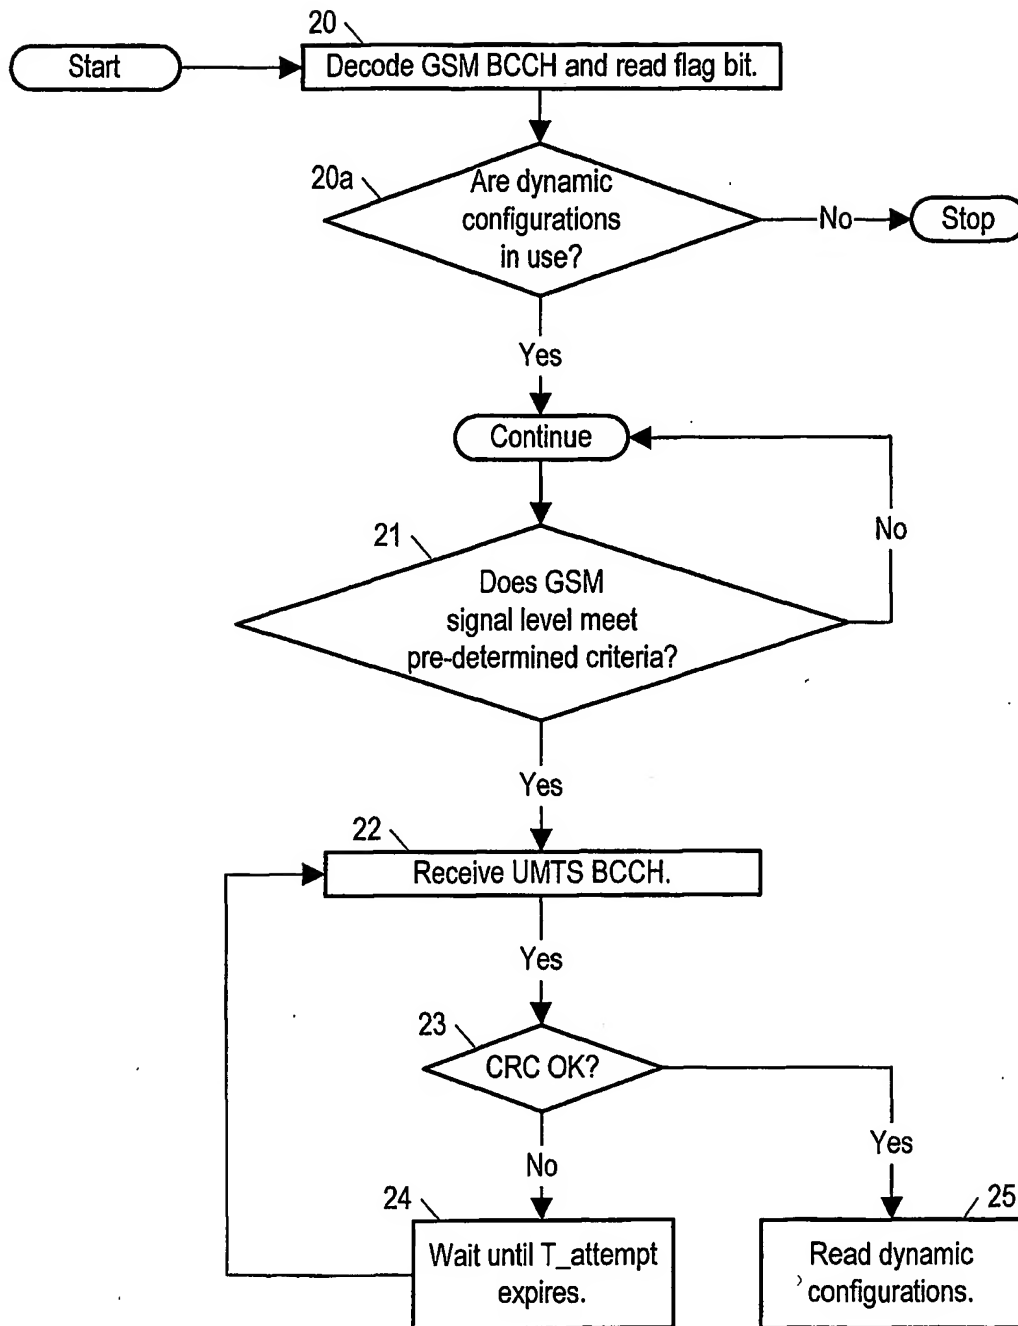 20
Start
Decode GSM BCCH and read flag bit.
20a
Are dynamic
configurations
in use?
No
Stop
Yes
Continue
21
No
Does GSM
signal level meet
pre-determined criteria?
Yes
22
Receive UMTS BCCH.
Yes
23
CRC OK?
Yes
No
24
25
Wait until T_attempt
expires.
Read dynamic
configurations.